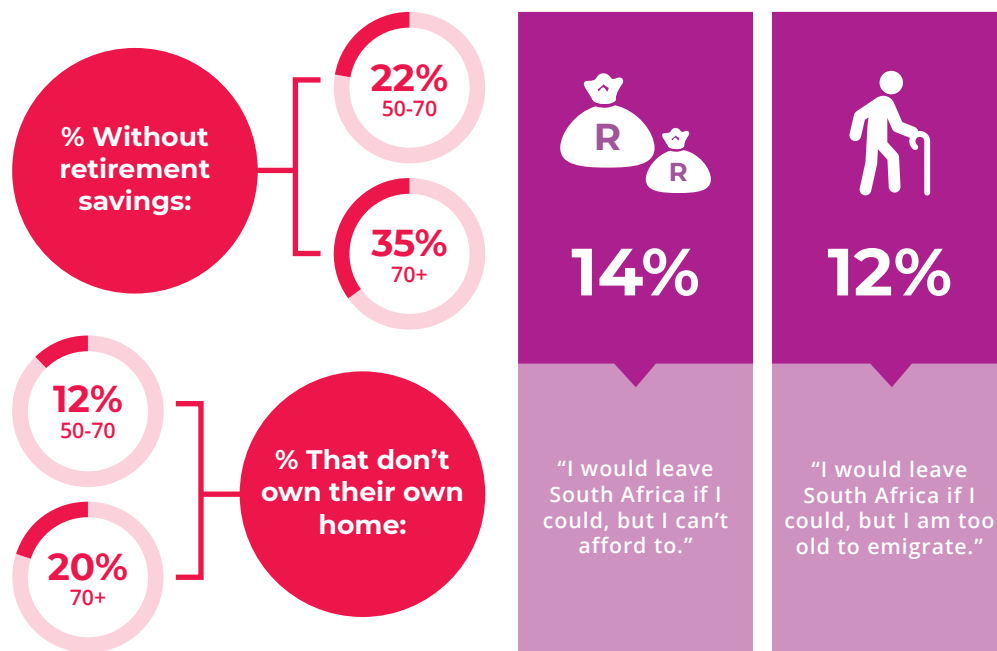 % Without
retirement
savings:
22%
50-70
35%
70+
12%
50-70
20%
70+
% That don’t
own their own
home:
R
R
14%
“I would leave
South Africa if I
could, but I can’t
afford to.”
12%
“I would leave
South Africa if I
could, but I am too
old to emigrate.”